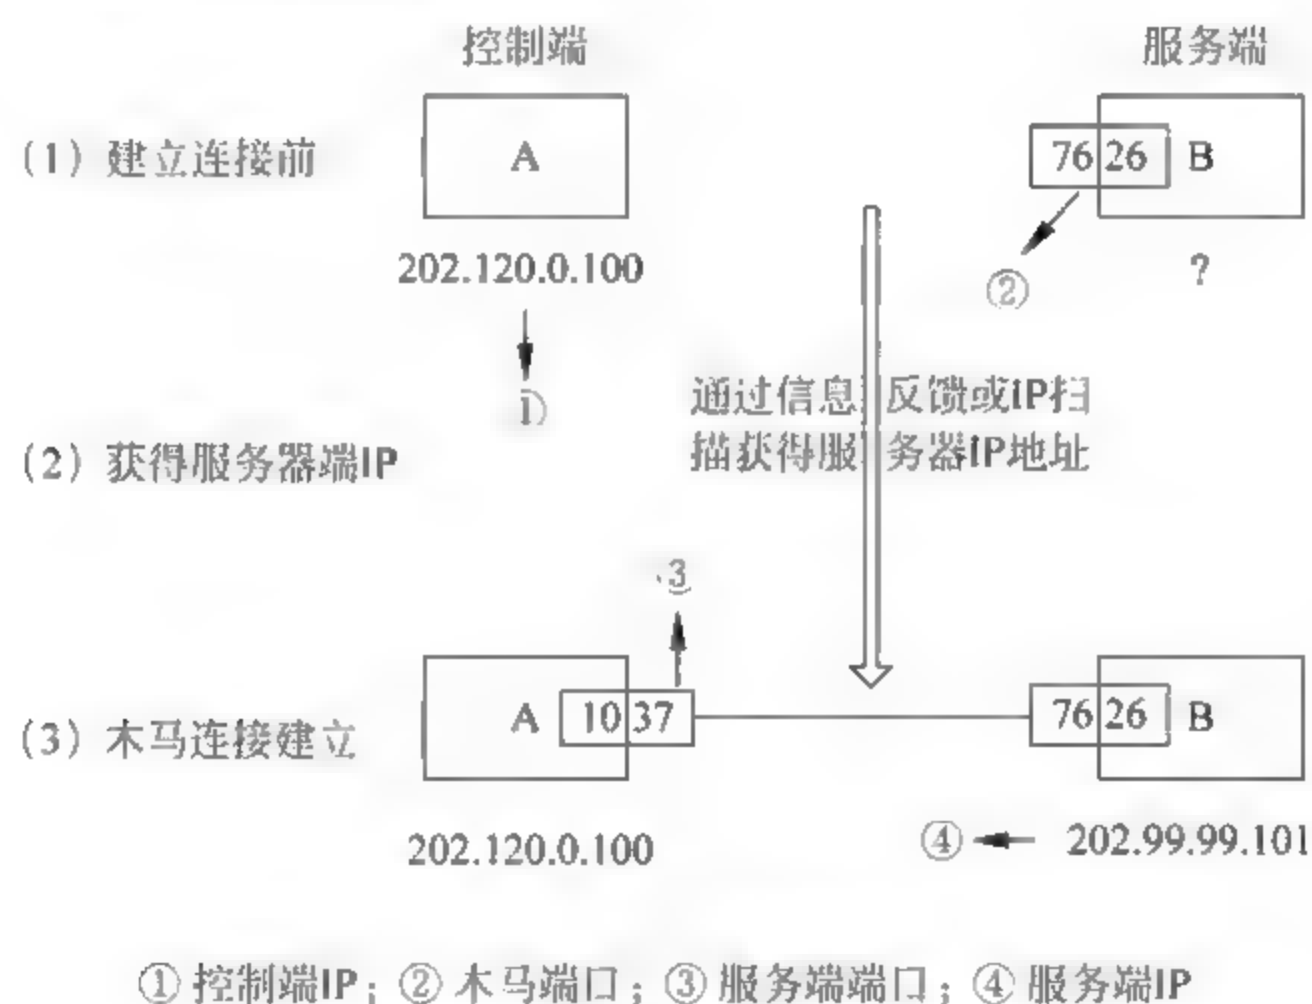 控制端 服务端
(1) 建立连接前 A 76 26 B
202.120.0.100 ② ?
①
通过信息反馈或IP扫
(2) 获得服务器端IP 描获得服务器IP地址
③
(3) 木马连接建立 A 10 37 76 26 B
202.120.0.100 ④ 202.99.99.101
① 控制端IP；② 木马端口；③ 服务端端口；④ 服务端IP